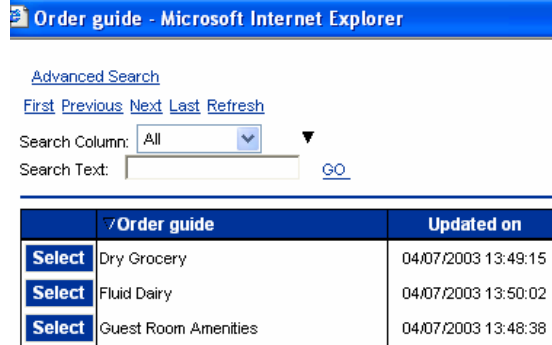 Order guide - Microsoft Internet Explorer
Advanced Search
First Previous Next Last Refresh
Search Column: All
Search Text: GO
Order guide Updated on
Select Dry Grocery 04/07/2003 13:49:15
Select Fluid Dairy 04/07/2003 13:50:02
Select Guest Room Amenities 04/07/2003 13:48:38